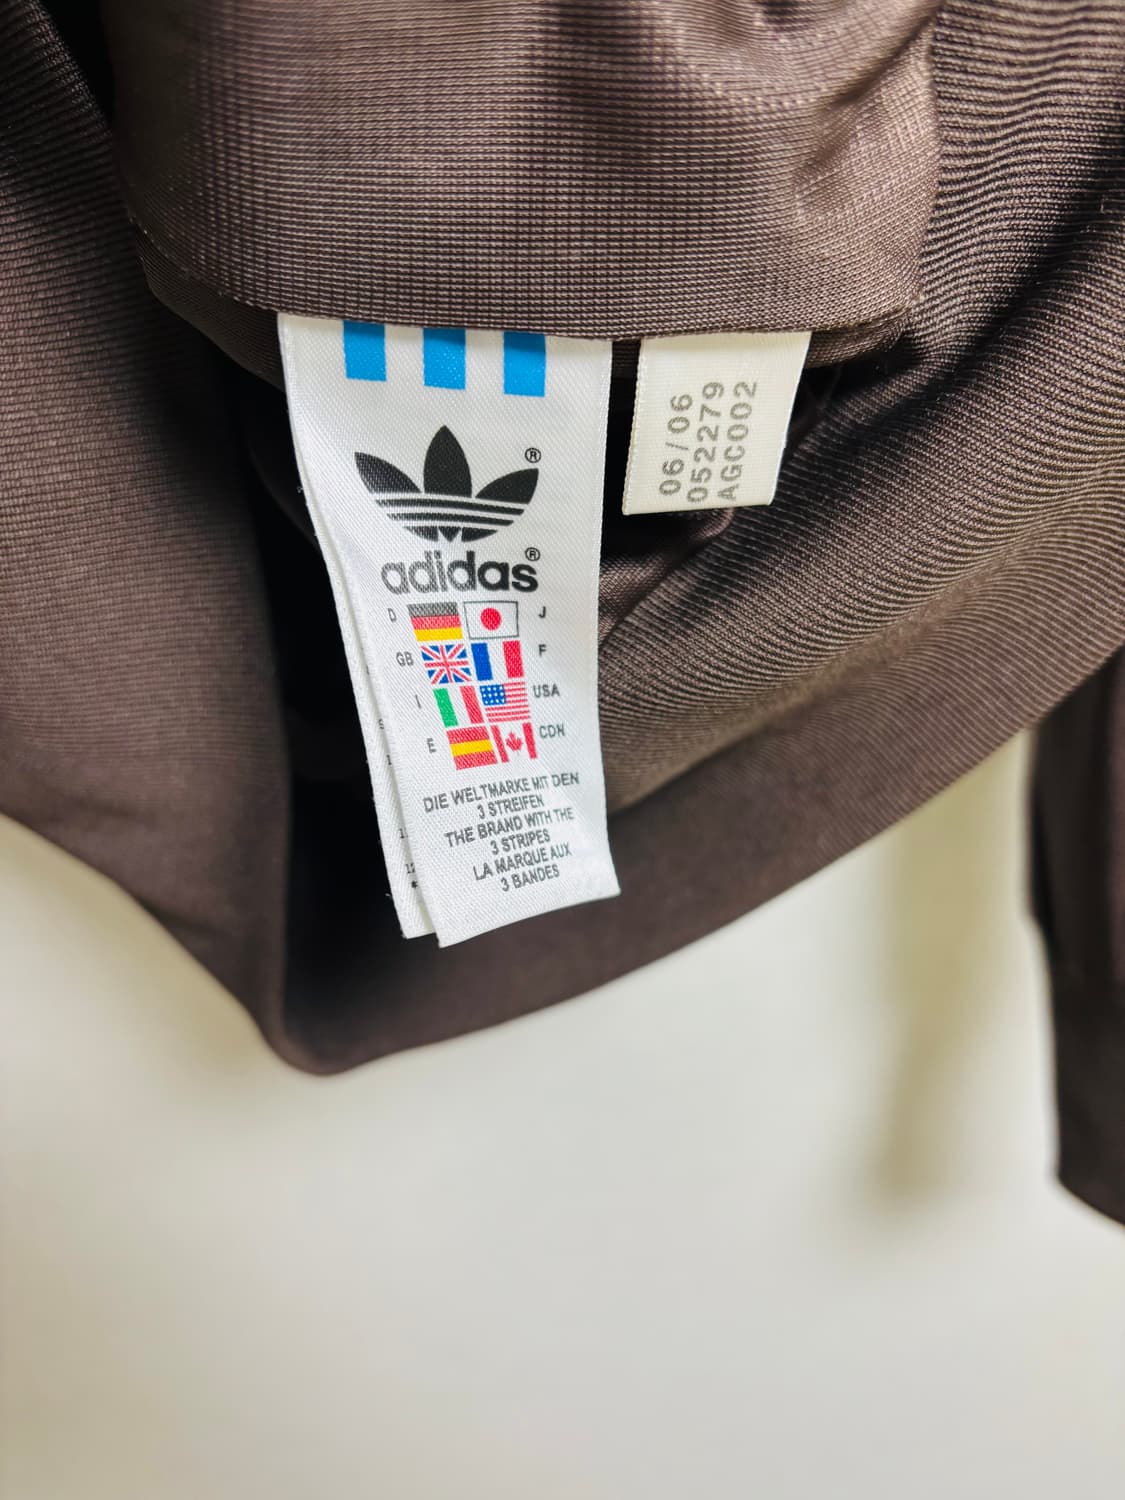 ®
adidas®
D J
GB F
I USA
E CDN
DIE WELTMARKE MIT DEN
3 STREIFEN
THE BRAND WITH THE
3 STRIPES
LA MARQUE AUX
3 BANDES
06/06
052279
AGC002